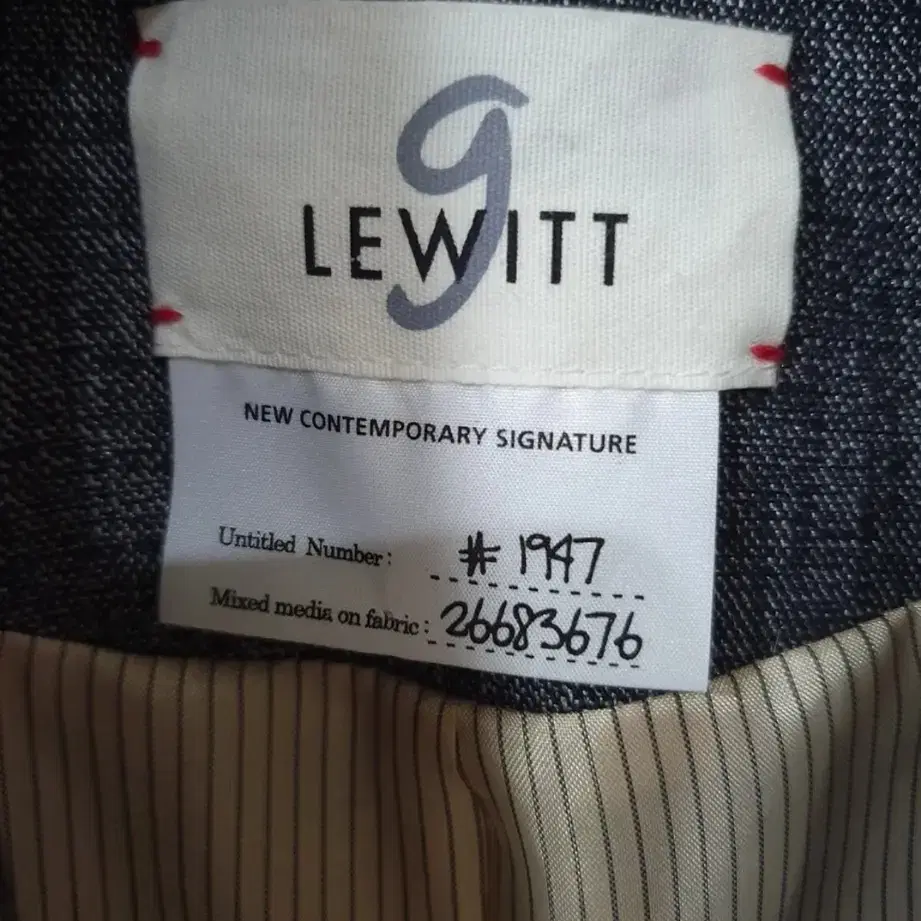 g
LEWITT
NEW CONTEMPORARY SIGNATURE
Untitled Number: #1947
Mixed media on fabric: 26683676